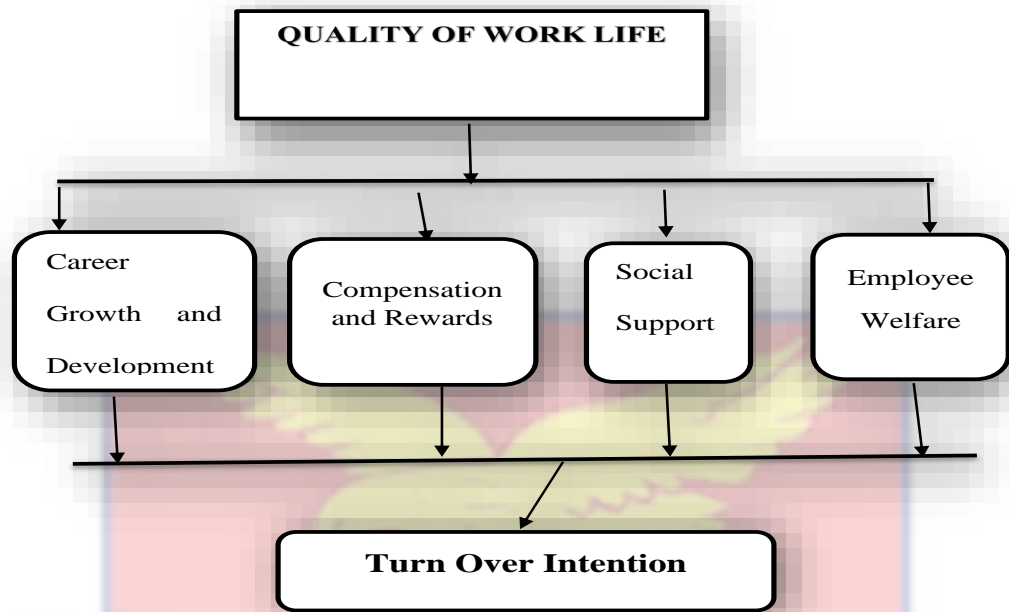 QUALITY OF WORK LIFE
Career
Growth and
Development
Compensation
and Rewards
Social
Support
Employee
Welfare
Turn Over Intention